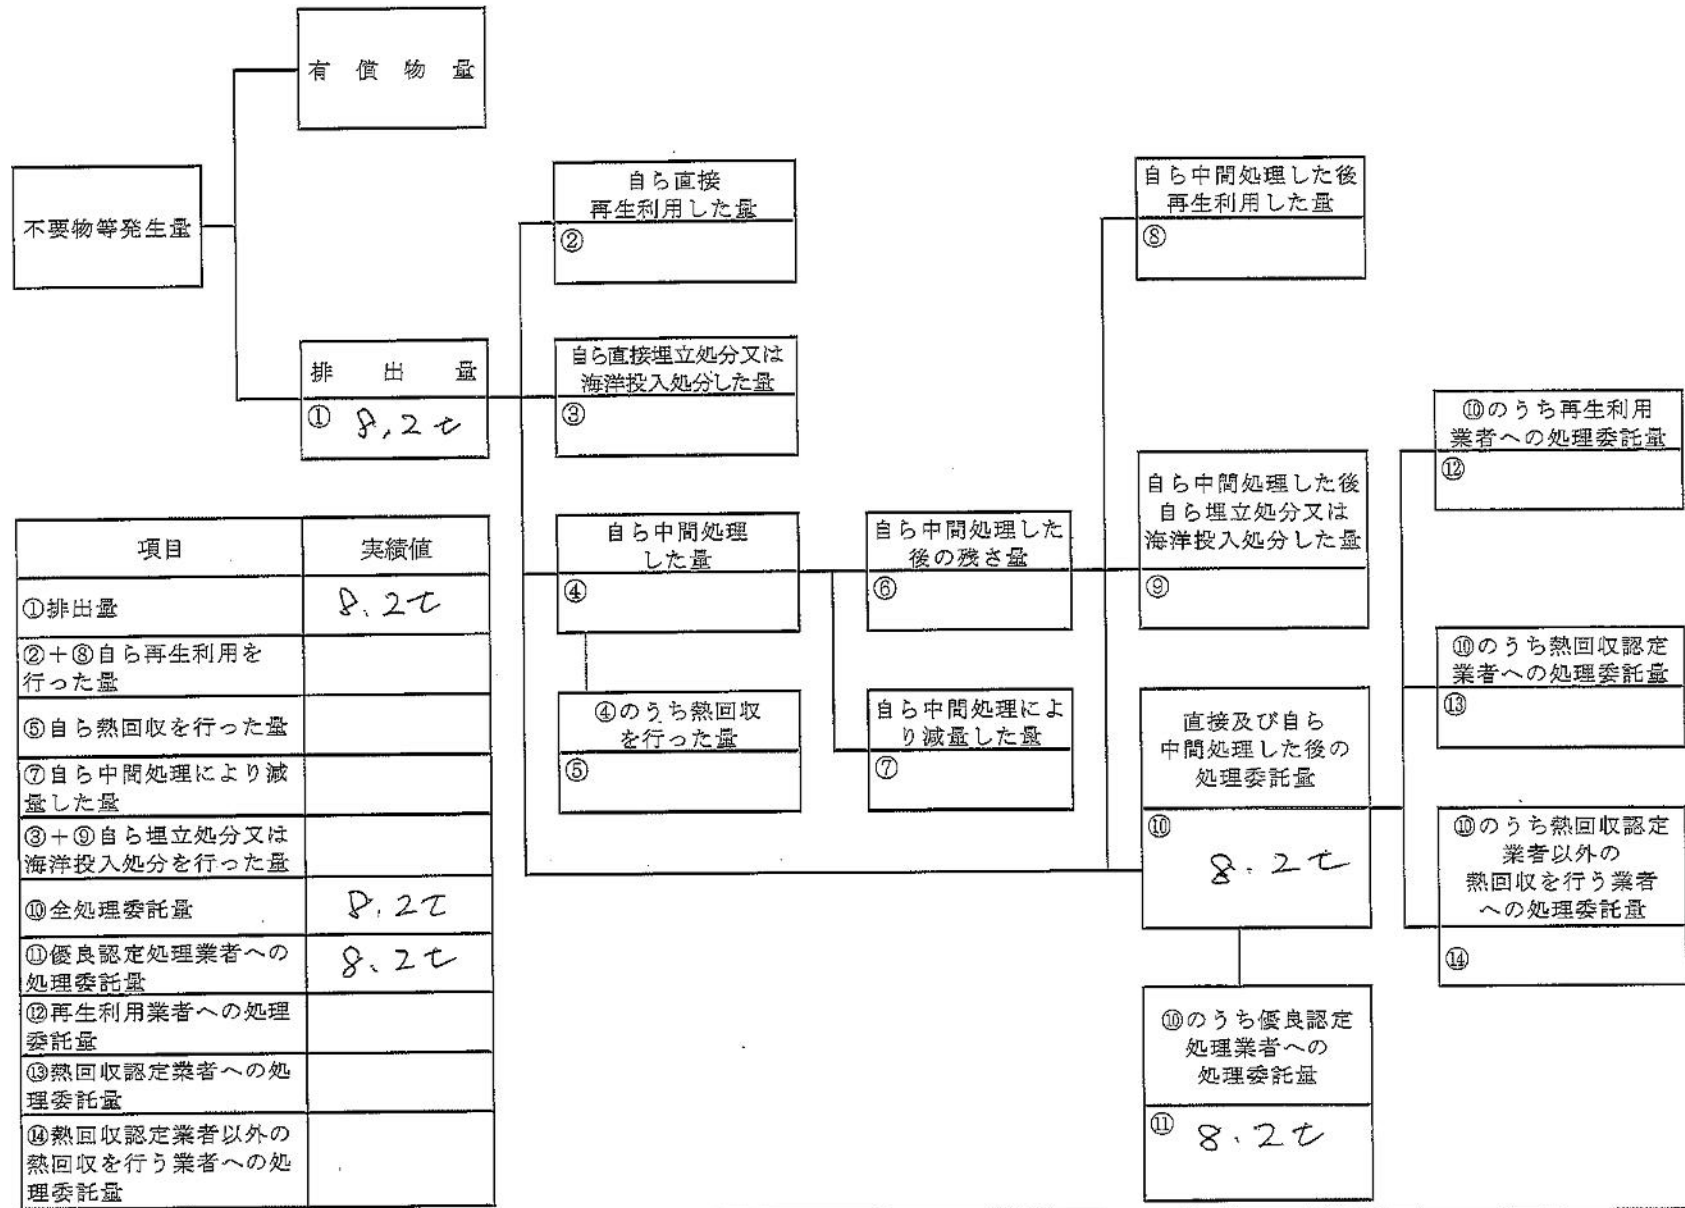 有償物量
不要物等発生量
排出量
① 8.2t
自ら直接
再生利用した量
②
自ら直接埋立処分又は
海洋投入処分した量
③
自ら中間処理
した量
④
④のうち熱回収
を行った量
⑤
自ら中間処理した
後の残さ量
⑥
自ら中間処理によ
り減量した量
⑦
自ら中間処理した後
再生利用した量
⑧
自ら中間処理した後
自ら埋立処分又は
海洋投入処分した量
⑨
直接及び自ら
中間処理した後の
処理委託量
⑩
8.2t
⑩のうち優良認定
処理業者への
処理委託量
⑪ 8.2t
⑩のうち再生利用
業者への処理委託量
⑫
⑩のうち熱回収認定
業者への処理委託量
⑬
⑩のうち熱回収認定
業者以外の
熱回収を行う業者
への処理委託量
⑭
項目 実績値
①排出量 8.2t
②+⑧自ら再生利用を
行った量
⑤自ら熱回収を行った量
⑦自ら中間処理により減
量した量
③+⑨自ら埋立処分又は
海洋投入処分を行った量
⑩全処理委託量 8.2t
⑪優良認定処理業者への
処理委託量 8.2t
⑫再生利用業者への処理
委託量
⑬熱回収認定業者への処
理委託量
⑭熱回収認定業者以外の
熱回収を行う業者への処
理委託量